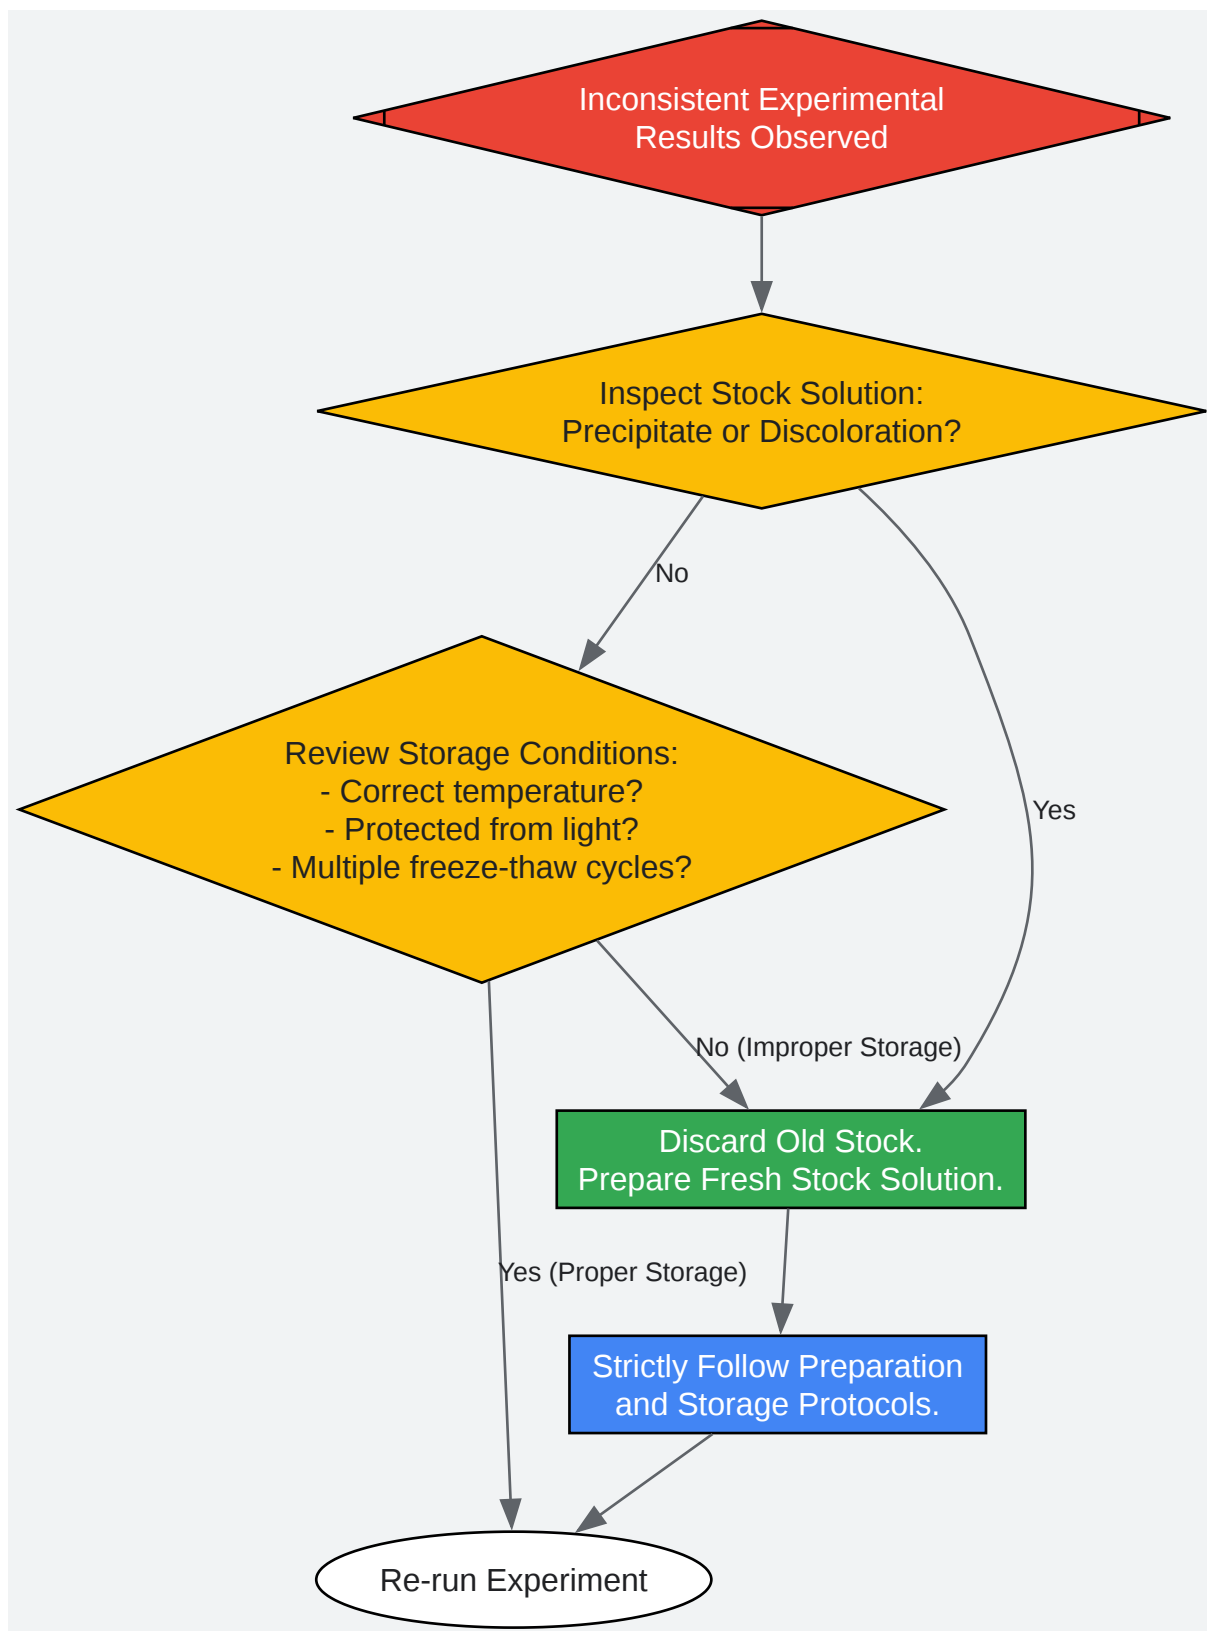 Inconsistent Experimental
Results Observed
Inspect Stock Solution:
Precipitate or Discoloration?
No
Review Storage Conditions:
- Correct temperature?
- Protected from light?
- Multiple freeze-thaw cycles?
Yes
No (Improper Storage)
Discard Old Stock.
Prepare Fresh Stock Solution.
Yes (Proper Storage)
Strictly Follow Preparation
and Storage Protocols.
Re-run Experiment